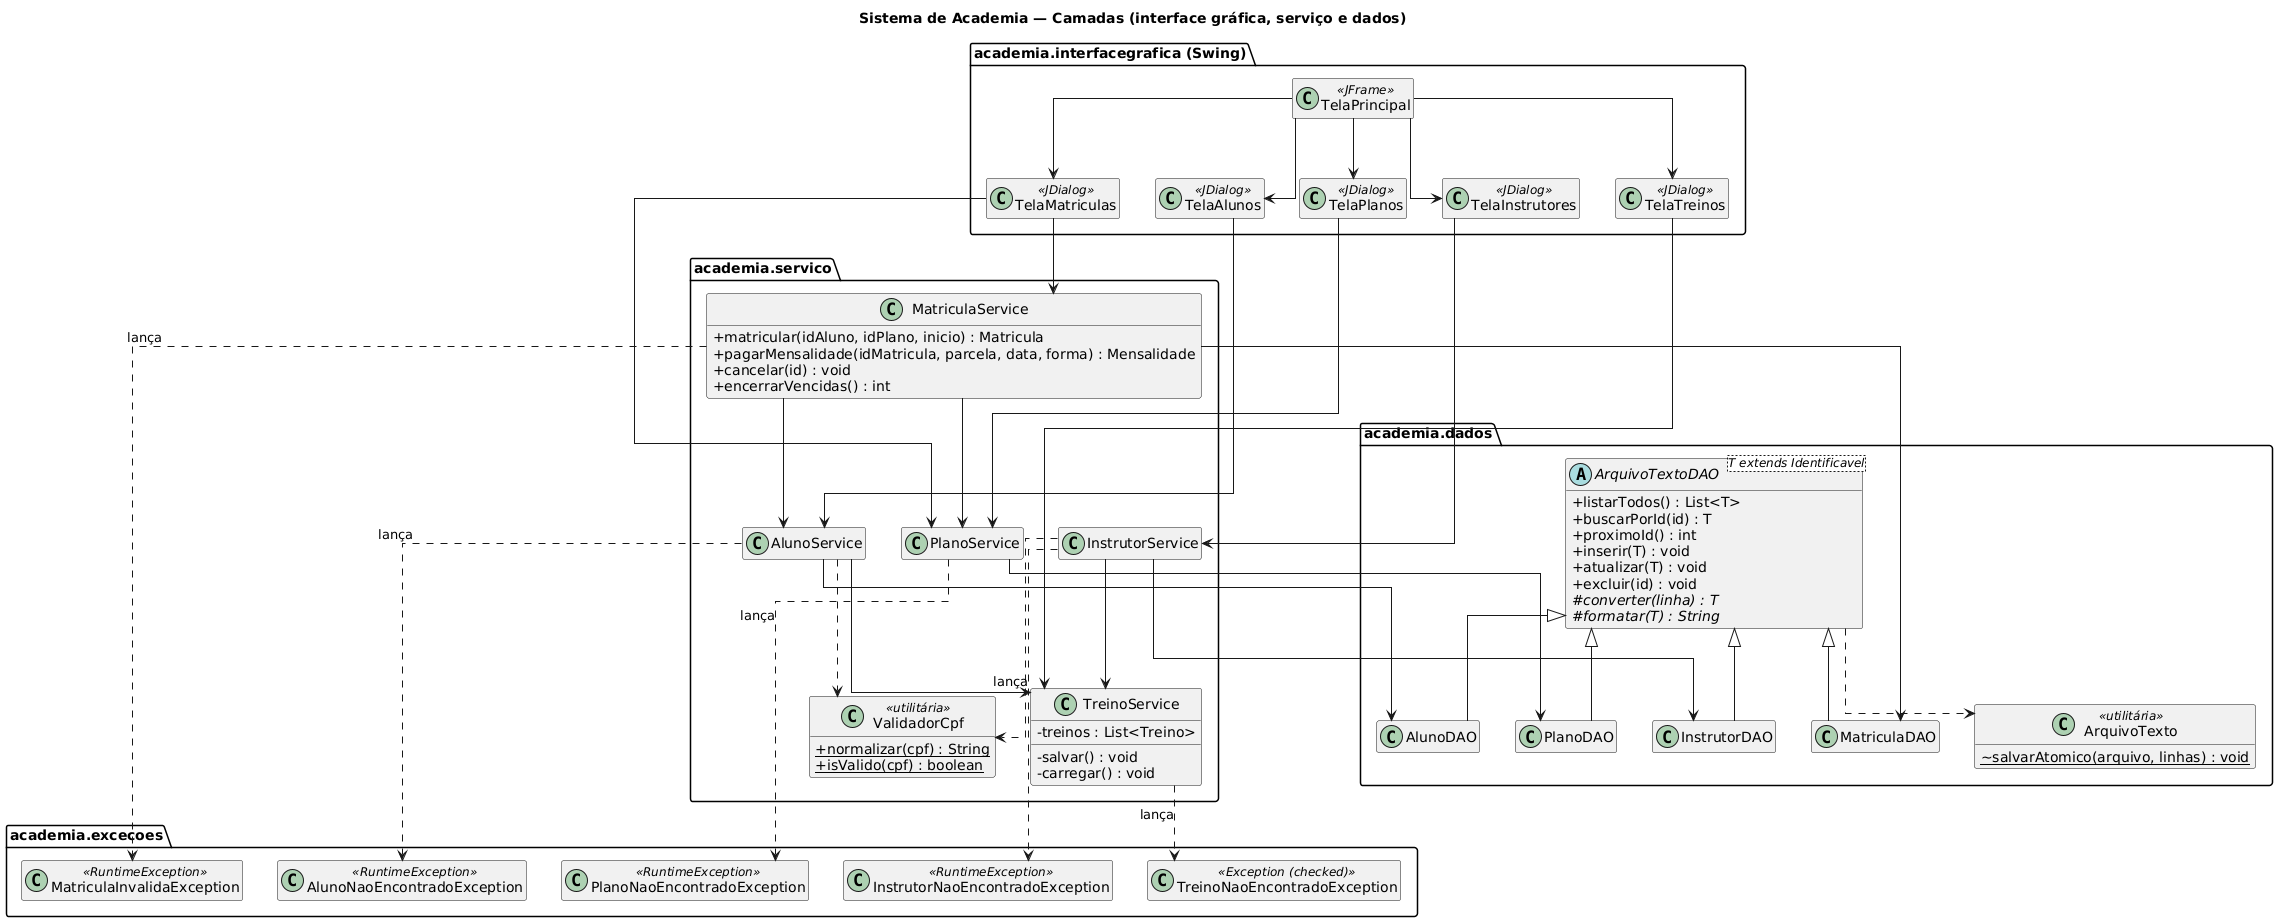 Sistema de Academia — Camadas (interface gráfica, serviço e dados)
academia.interfacegrafica (Swing)
C
«JFrame»
TelaPrincipal
C
«JDialog»
TelaMatriculas
C
«JDialog»
TelaAlunos
C
«JDialog»
TelaPlanos
C
«JDialog»
TelaInstrutores
C
«JDialog»
TelaTreinos
academia.servico
C
MatriculaService
+matricular(idAluno, idPlano, inicio) : Matricula
+pagarMensalidade(idMatricula, parcela, data, forma) : Mensalidade
+cancelar(id) : void
+encerrarVencidas() : int
lança
academia.dados
A
ArquivoTextoDAO
T extends Identificavel
+listarTodos() : List<T>
+buscarPorId(id) : T
+proximoId() : int
+inserir(T) : void
+atualizar(T) : void
+excluir(id) : void
#converter(linha) : T
#formatar(T) : String
lança
C
AlunoService
C
PlanoService
C
InstrutorService
lança
lança
C
«utilitária»
ValidadorCpf
+normalizar(cpf) : String
+isValido(cpf) : boolean
C
TreinoService
-treinos : List<Treino>
-salvar() : void
-carregar() : void
C
AlunoDAO
C
PlanoDAO
C
InstrutorDAO
C
MatriculaDAO
C
«utilitária»
ArquivoTexto
~salvarAtomico(arquivo, linhas) : void
lança
academia.excecoes
C
«RuntimeException»
MatriculaInvalidaException
C
«RuntimeException»
AlunoNaoEncontradoException
C
«RuntimeException»
PlanoNaoEncontradoException
C
«RuntimeException»
InstrutorNaoEncontradoException
C
«Exception (checked)»
TreinoNaoEncontradoException